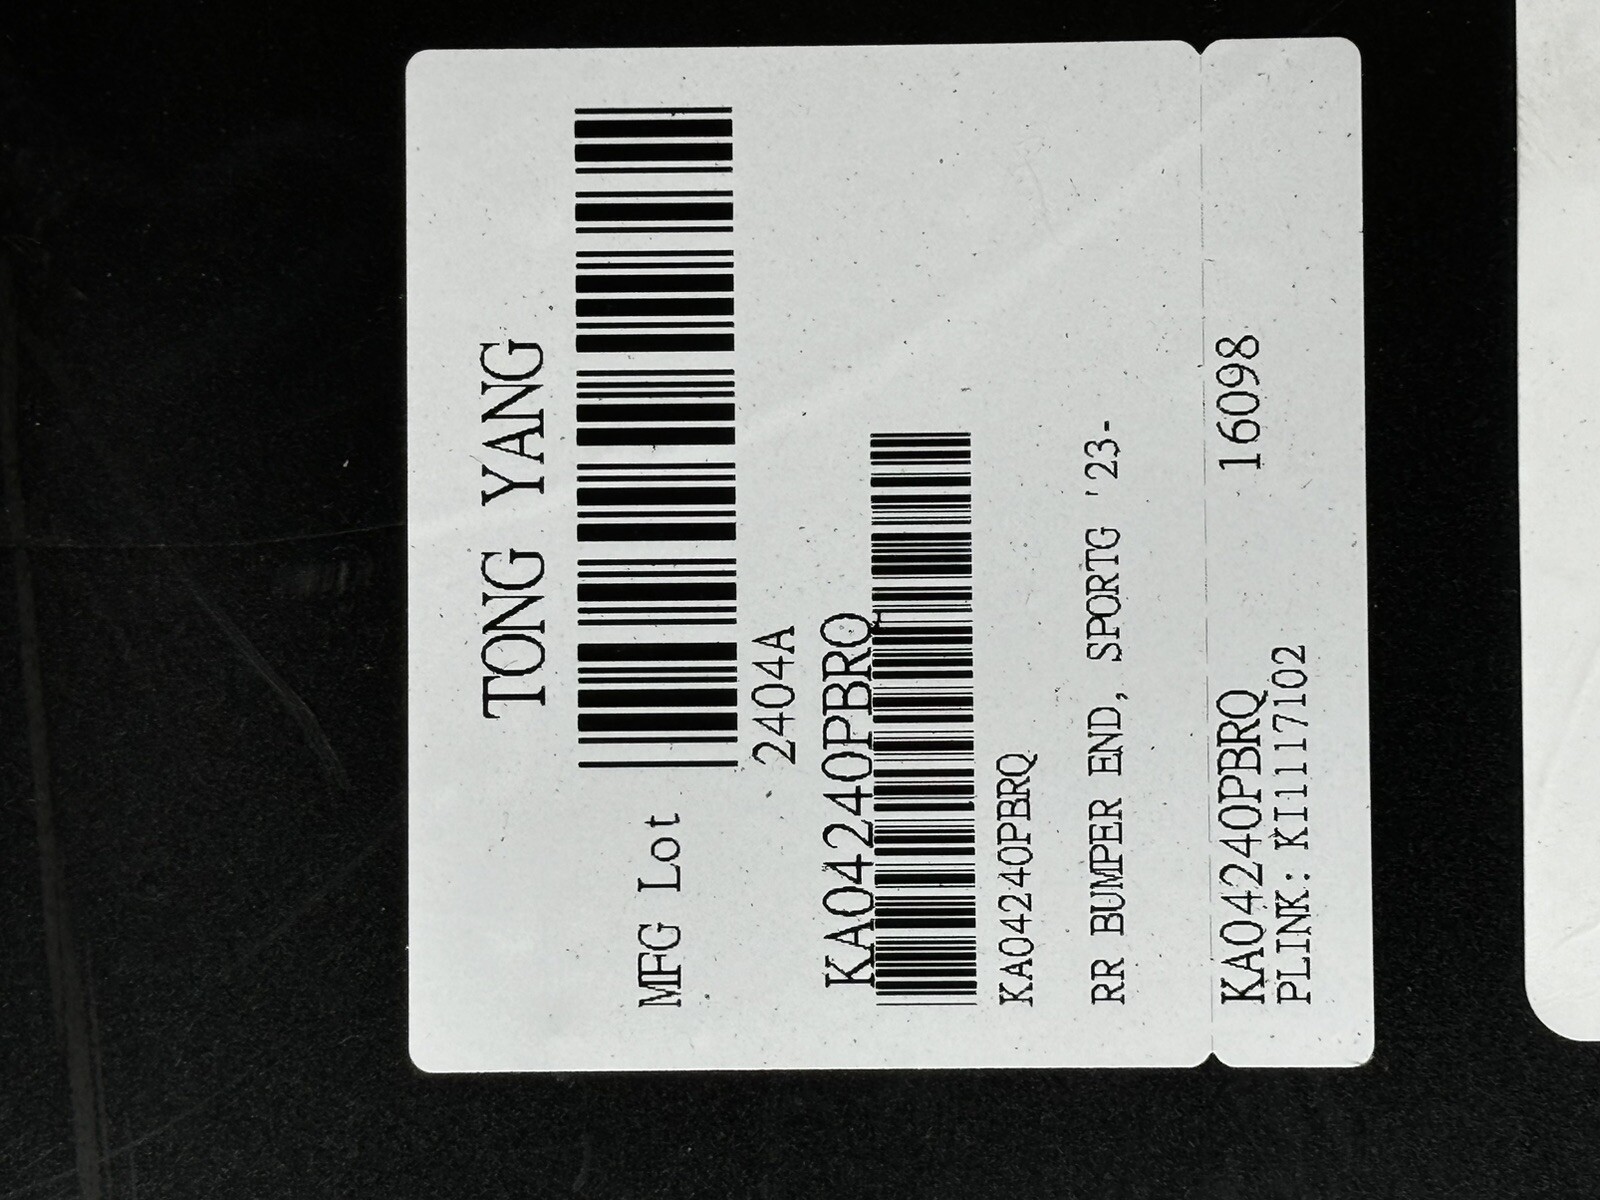 TONG YANG
MFG Lot
2404A
KA04240PBRQ
KA04240PBRQ
RR BUMPER END, SPORTG '23-
KA04240PBRQ 16098
PLINK: KI1117102